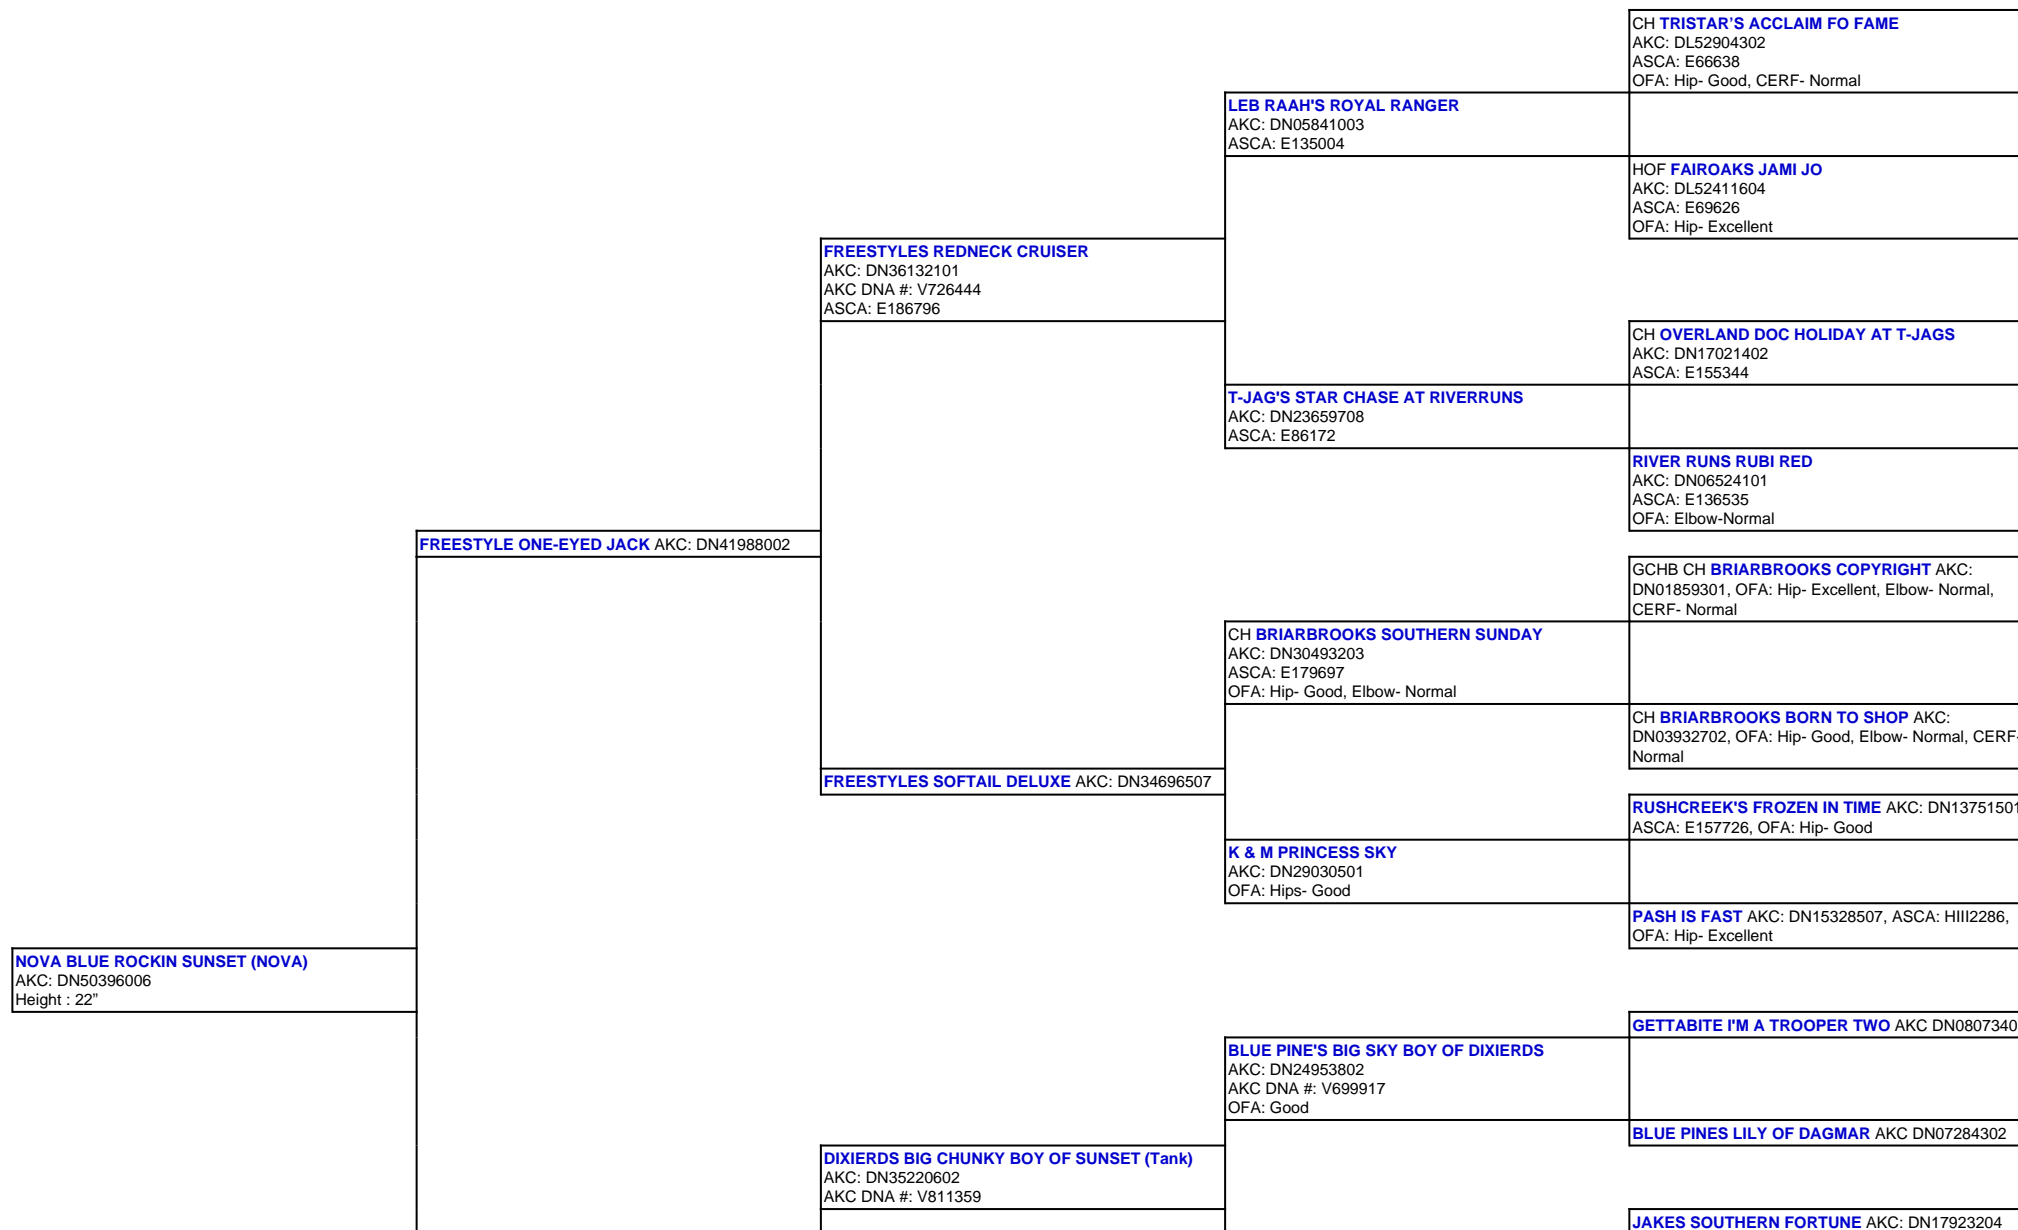 CH TRISTAR’S ACCLAIM FO FAME
AKC: DL52904302
ASCA: E66638
OFA: Hip- Good, CERF- Normal
LEB RAAH'S ROYAL RANGER
AKC: DN05841003
ASCA: E135004
HOF FAIROAKS JAMI JO
AKC: DL52411604
ASCA: E69626
OFA: Hip- Excellent
FREESTYLES REDNECK CRUISER
AKC: DN36132101
AKC DNA #: V726444
ASCA: E186796
CH OVERLAND DOC HOLIDAY AT T-JAGS
AKC: DN17021402
ASCA: E155344
T-JAG'S STAR CHASE AT RIVERRUNS
AKC: DN23659708
ASCA: E86172
RIVER RUNS RUBI RED
AKC: DN06524101
ASCA: E136535
OFA: Elbow-Normal
FREESTYLE ONE-EYED JACK AKC: DN41988002
GCHB CH BRIARBROOKS COPYRIGHT AKC:
DN01859301, OFA: Hip- Excellent, Elbow- Normal,
CERF- Normal
CH BRIARBROOKS SOUTHERN SUNDAY
AKC: DN30493203
ASCA: E179697
OFA: Hip- Good, Elbow- Normal
CH BRIARBROOKS BORN TO SHOP AKC:
DN03932702, OFA: Hip- Good, Elbow- Normal, CERF-
Normal
FREESTYLES SOFTAIL DELUXE AKC: DN34696507
RUSHCREEK'S FROZEN IN TIME AKC: DN13751501
ASCA: E157726, OFA: Hip- Good
K & M PRINCESS SKY
AKC: DN29030501
OFA: Hips- Good
PASH IS FAST AKC: DN15328507, ASCA: HIII2286,
OFA: Hip- Excellent
NOVA BLUE ROCKIN SUNSET (NOVA)
AKC: DN50396006
Height : 22”
GETTABITE I'M A TROOPER TWO AKC DN0807340
BLUE PINE'S BIG SKY BOY OF DIXIERDS
AKC: DN24953802
AKC DNA #: V699917
OFA: Good
BLUE PINES LILY OF DAGMAR AKC DN07284302
DIXIERDS BIG CHUNKY BOY OF SUNSET (Tank)
AKC: DN35220602
AKC DNA #: V811359
JAKES SOUTHERN FORTUNE AKC: DN17923204